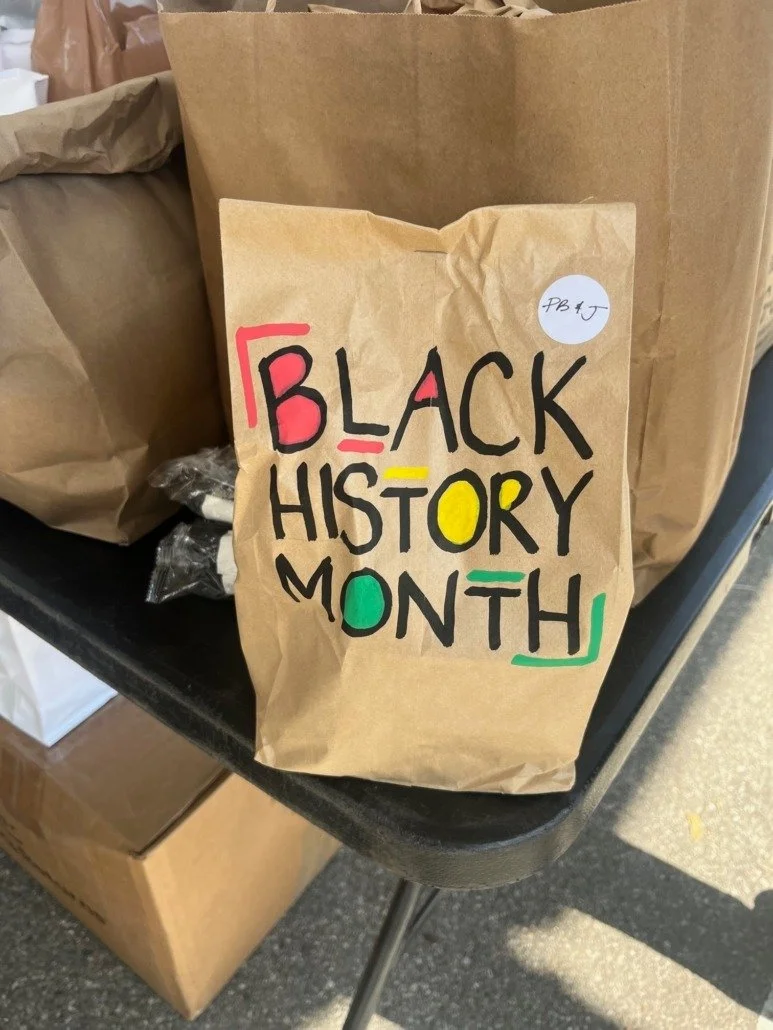 PB & J
BLACK
HISTORY
MONTH